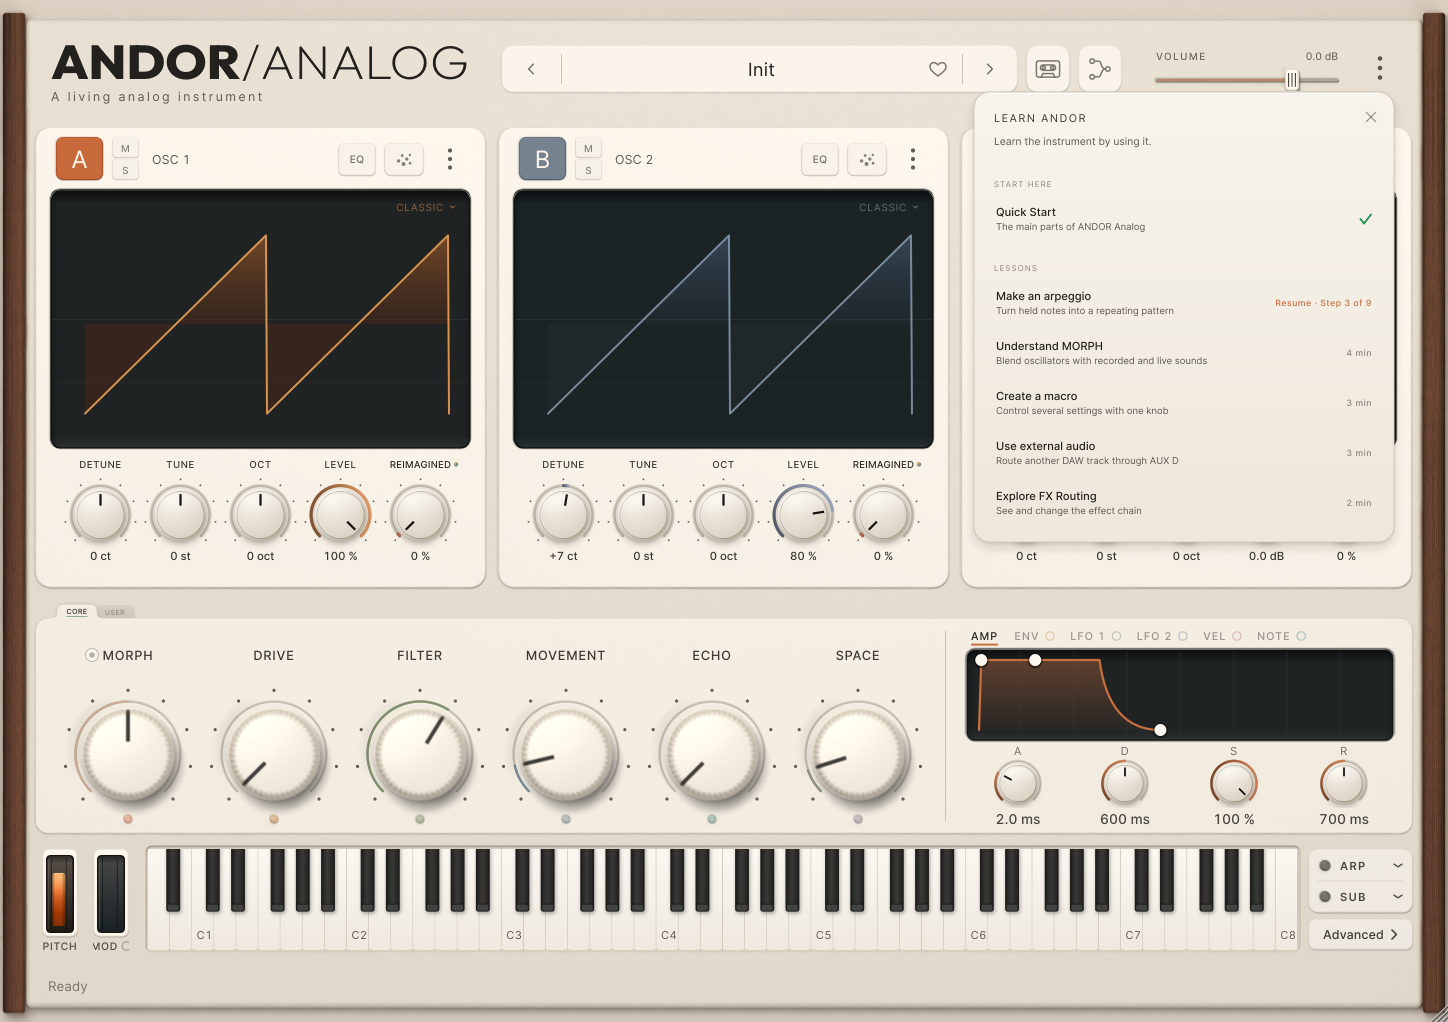 ANDOR/ANALOG
A living analog instrument
Init
VOLUME
0.0 dB
A
M
S
OSC 1
EQ
CLASSIC
DETUNE
TUNE
OCT
LEVEL
REIMAGINED
0 ct
0 st
0 oct
100 %
0 %
B
M
S
OSC 2
EQ
CLASSIC
DETUNE
TUNE
OCT
LEVEL
REIMAGINED
+7 ct
0 st
0 oct
80 %
0 %
LEARN ANDOR
Learn the instrument by using it.
START HERE
Quick Start
The main parts of ANDOR Analog
LESSONS
Make an arpeggio
Turn held notes into a repeating pattern
Resume · Step 3 of 9
Understand MORPH
Blend oscillators with recorded and live sounds
4 min
Create a macro
Control several settings with one knob
3 min
Use external audio
Route another DAW track through AUX D
3 min
Explore FX Routing
See and change the effect chain
2 min
0 ct
0 st
0 oct
0.0 dB
0 %
CORE
USER
MORPH
DRIVE
FILTER
MOVEMENT
ECHO
SPACE
AMP
ENV
LFO 1
LFO 2
VEL
NOTE
A
D
S
R
2.0 ms
600 ms
100 %
700 ms
PITCH
MOD
C1
C2
C3
C4
C5
C6
C7
C8
ARP
SUB
Advanced
Ready